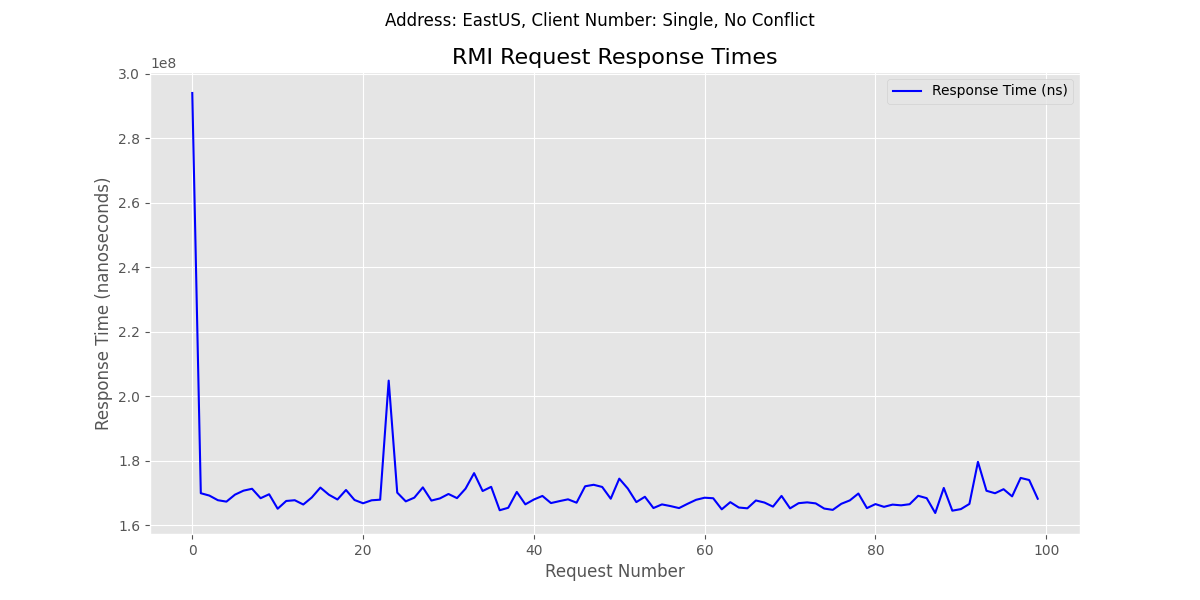 Address: EastUS, Client Number: Single, No Conflict
RMI Request Response Times
1e8
Response Time (ns)
Response Time (nanoseconds)
3.0
2.8
2.6
2.4
2.2
2.0
1.8
1.6
0 20 40 60 80 100
Request Number